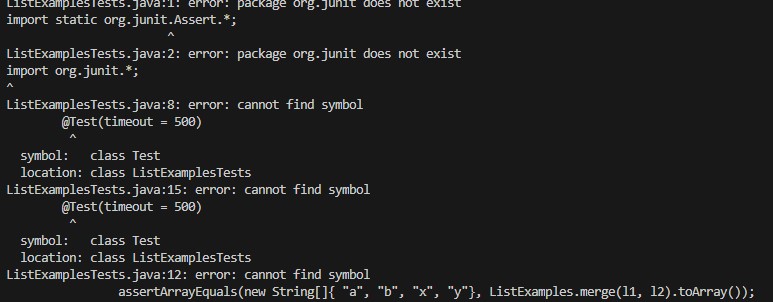 ListExamplesTests.java:1: error: package org.junit does not exist
import static org.junit.Assert.*;
^
ListExamplesTests.java:2: error: package org.junit does not exist
import org.junit.*;
^
ListExamplesTests.java:8: error: cannot find symbol
@Test(timeout = 500)
^
symbol:   class Test
location: class ListExamplesTests
ListExamplesTests.java:15: error: cannot find symbol
@Test(timeout = 500)
^
symbol:   class Test
location: class ListExamplesTests
ListExamplesTests.java:12: error: cannot find symbol
assertArrayEquals(new String[]{ "a", "b", "x", "y"}, ListExamples.merge(l1, l2).toArray());